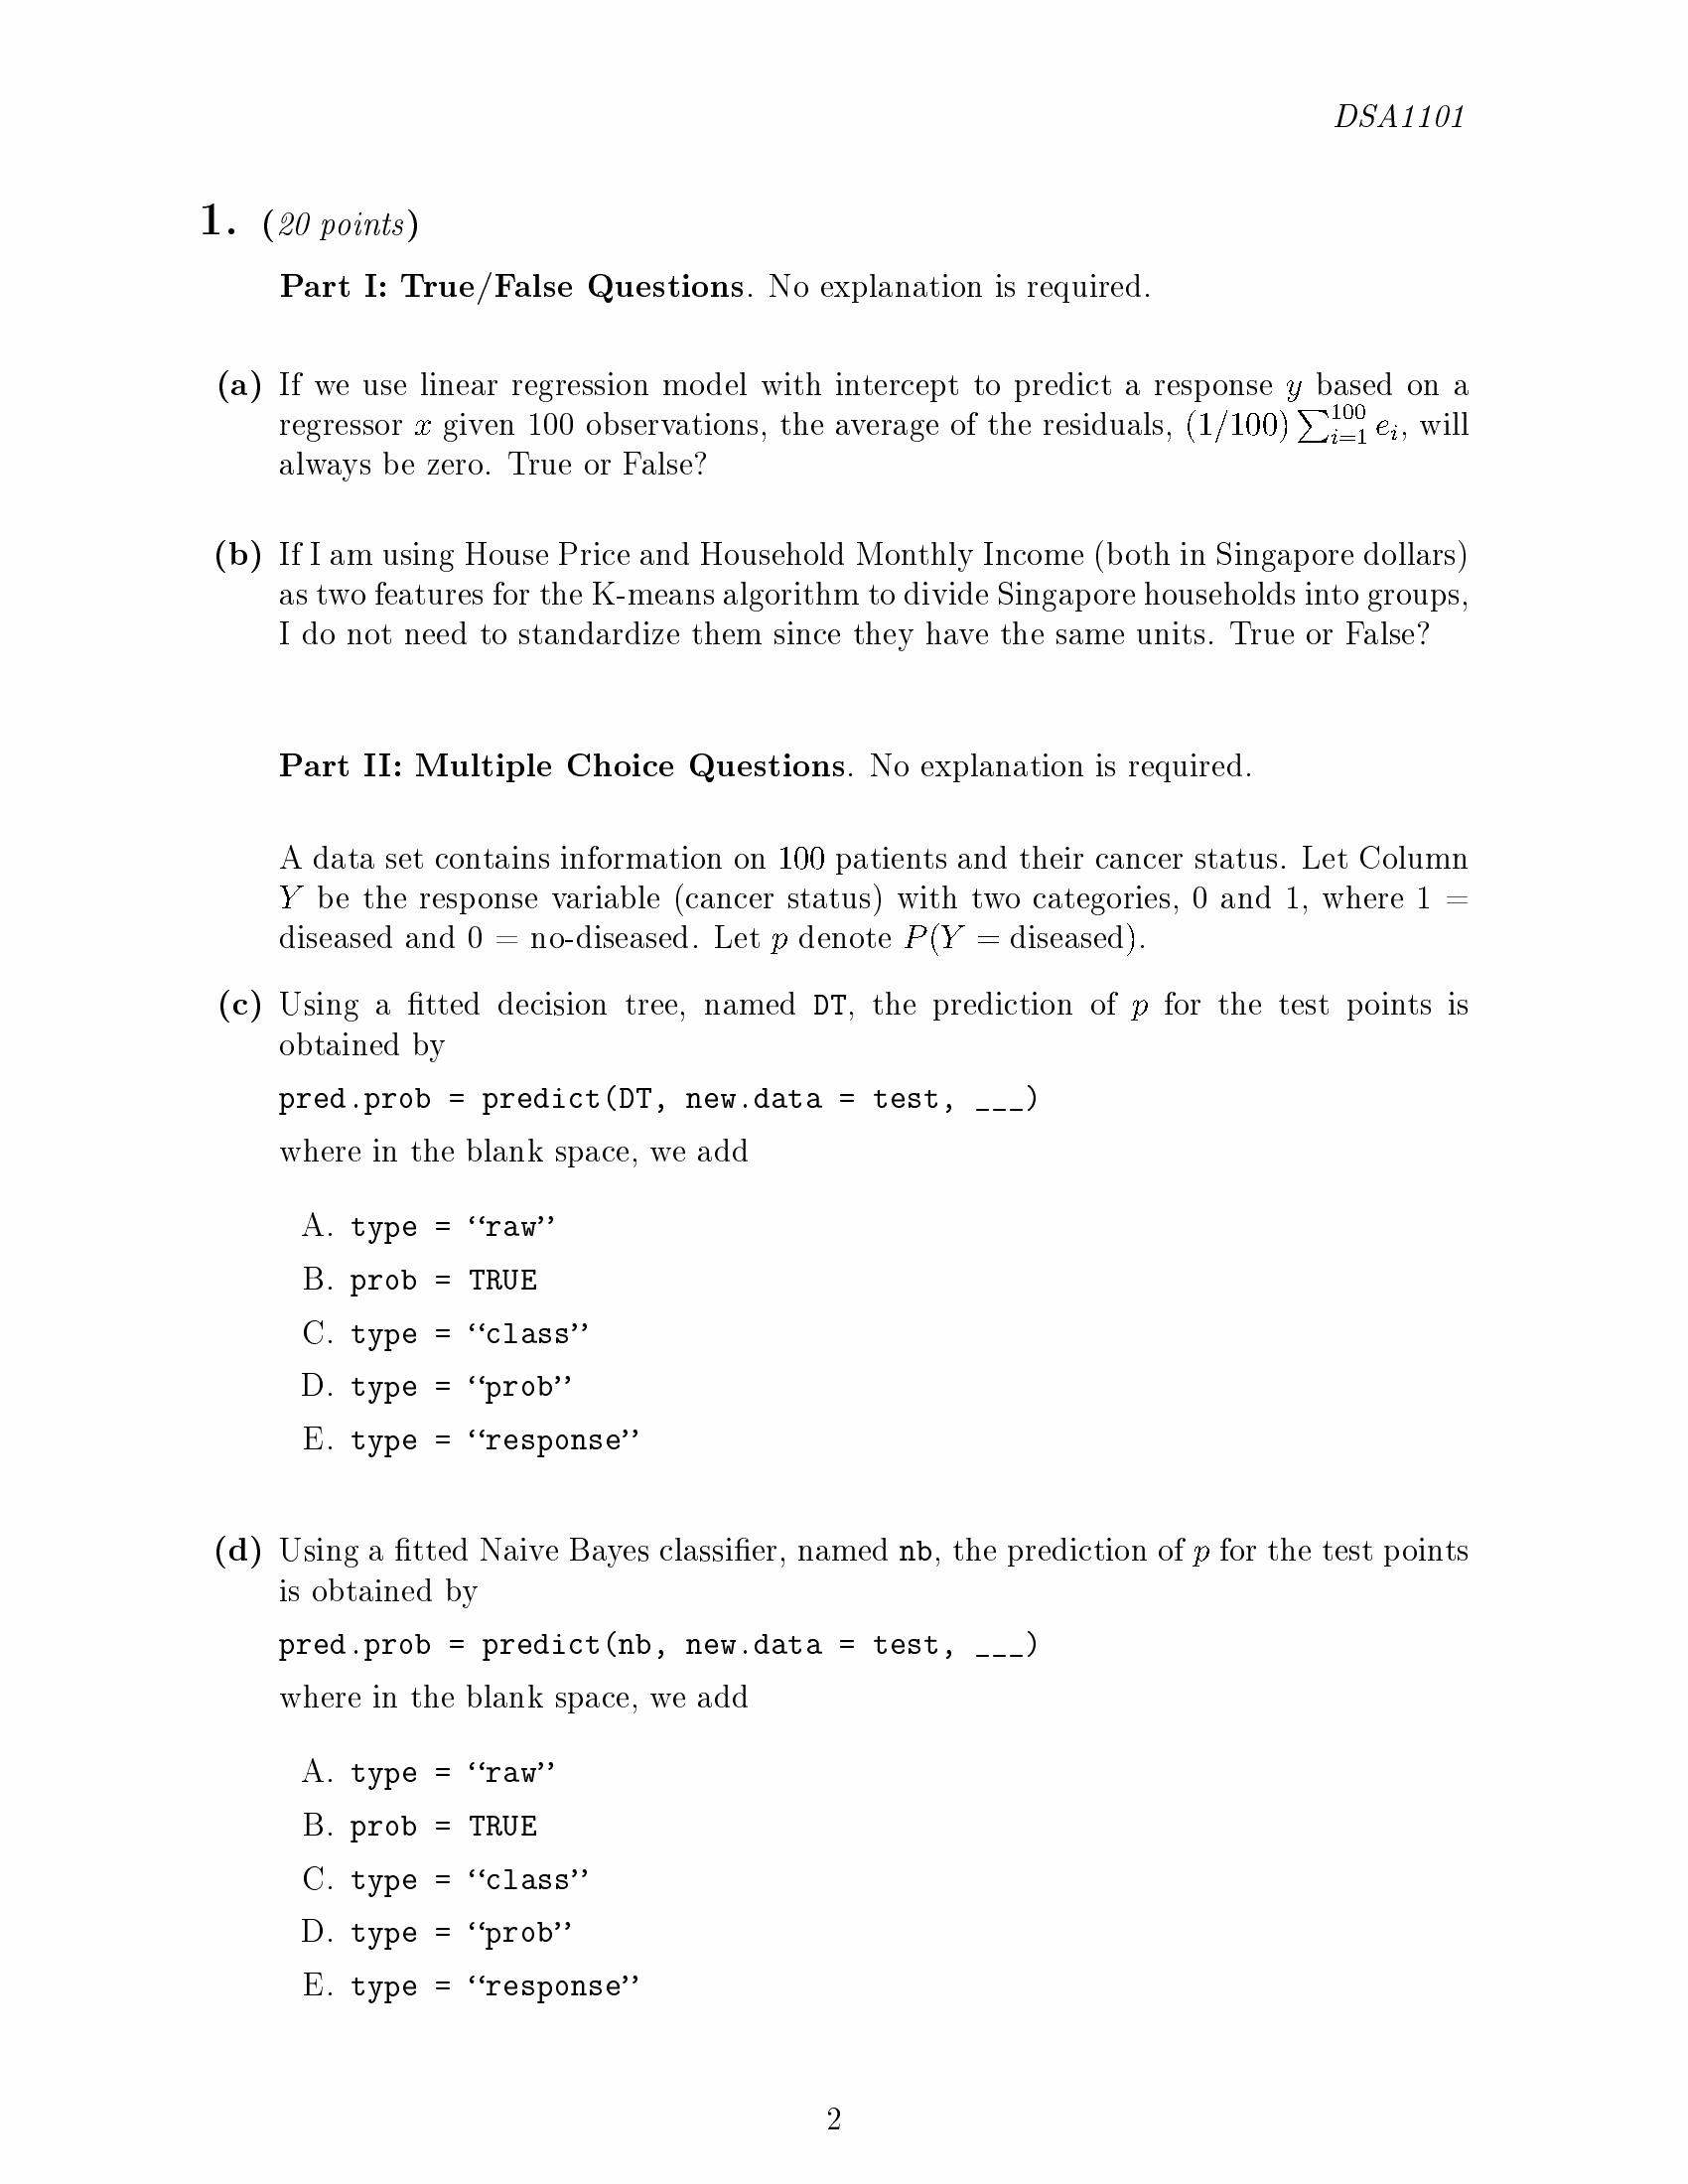 DSA1101
1. (20 points)
Part I: True/False Questions. No explanation is required.
(a) If we use linear regression model with intercept to predict a response y based on a
regressor x given 100 observations, the average of the residuals, (1/100) ∑_{i=1}^{100} e_i, will
always be zero. True or False?
(b) If I am using House Price and Household Monthly Income (both in Singapore dollars)
as two features for the K-means algorithm to divide Singapore households into groups,
I do not need to standardize them since they have the same units. True or False?
Part II: Multiple Choice Questions. No explanation is required.
A data set contains information on 100 patients and their cancer status. Let Column
Y be the response variable (cancer status) with two categories, 0 and 1, where 1 =
diseased and 0 = no-diseased. Let p denote P(Y = diseased).
(c) Using a fitted decision tree, named DT, the prediction of p for the test points is
obtained by
pred.prob = predict(DT, new.data = test, ___)
where in the blank space, we add
A. type = “raw”
B. prob = TRUE
C. type = “class”
D. type = “prob”
E. type = “response”
(d) Using a fitted Naive Bayes classifier, named nb, the prediction of p for the test points
is obtained by
pred.prob = predict(nb, new.data = test, ___)
where in the blank space, we add
A. type = “raw”
B. prob = TRUE
C. type = “class”
D. type = “prob”
E. type = “response”
2